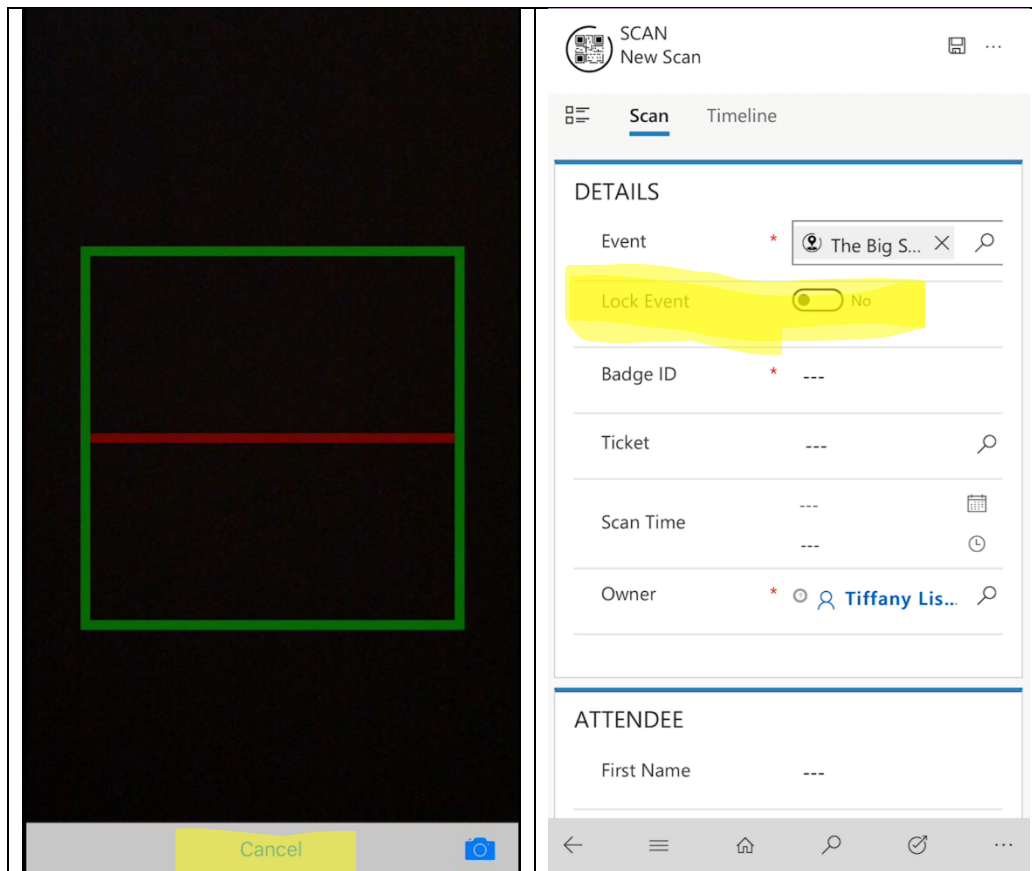 Cancel
SCAN
New Scan
Scan Timeline
DETAILS
Event * The Big S...
Lock Event No
Badge ID * ---
Ticket ---
Scan Time ---
---
Owner * Tiffany Lis...
ATTENDEE
First Name ---